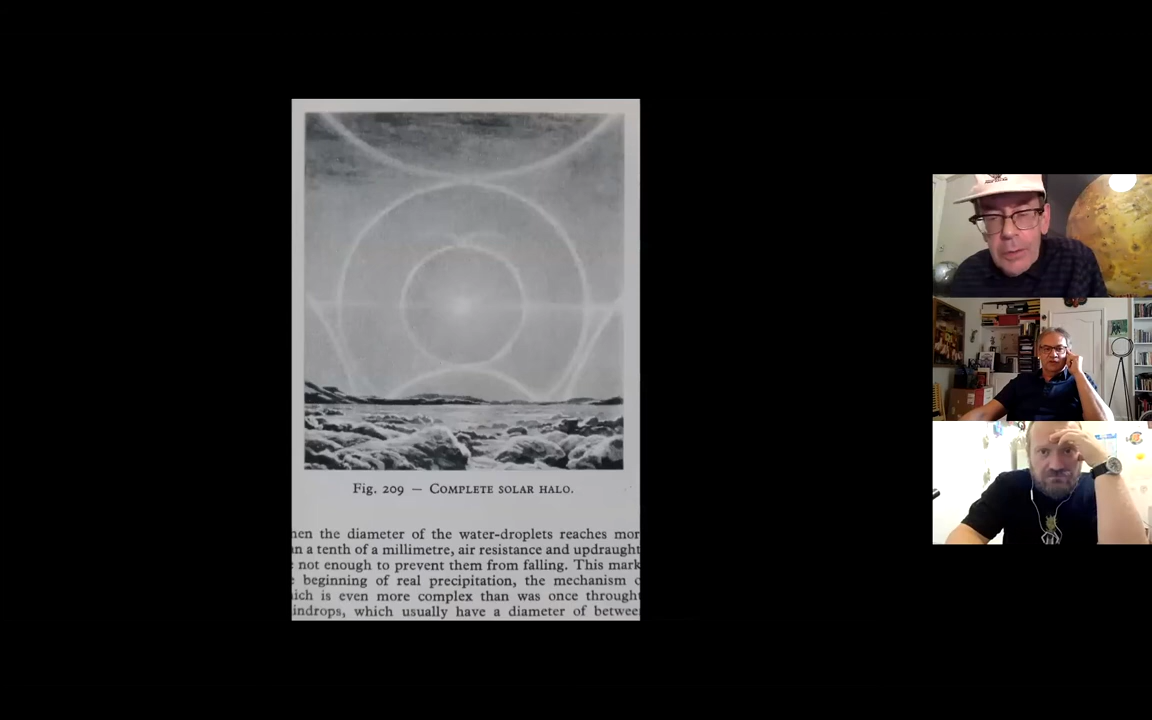 Fig. 209 — COMPLETE SOLAR HALO.
hen the diameter of the water-droplets reaches mor
n a tenth of a millimetre, air resistance and updraught
not enough to prevent them from falling. This mark
beginning of real precipitation, the mechanism o
ich is even more complex than was once through
indrops, which usually have a diameter of betwee